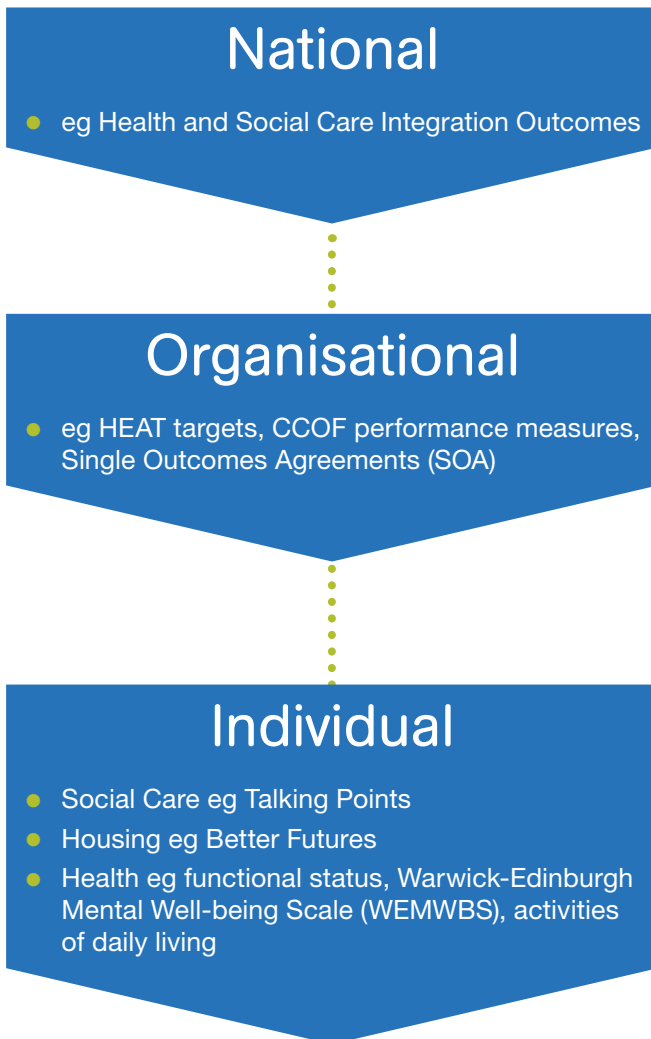 National
eg Health and Social Care Integration Outcomes
Organisational
eg HEAT targets, CCOF performance measures,
Single Outcomes Agreements (SOA)
Individual
Social Care eg Talking Points
Housing eg Better Futures
Health eg functional status, Warwick-Edinburgh
Mental Well-being Scale (WEMWBS), activities
of daily living